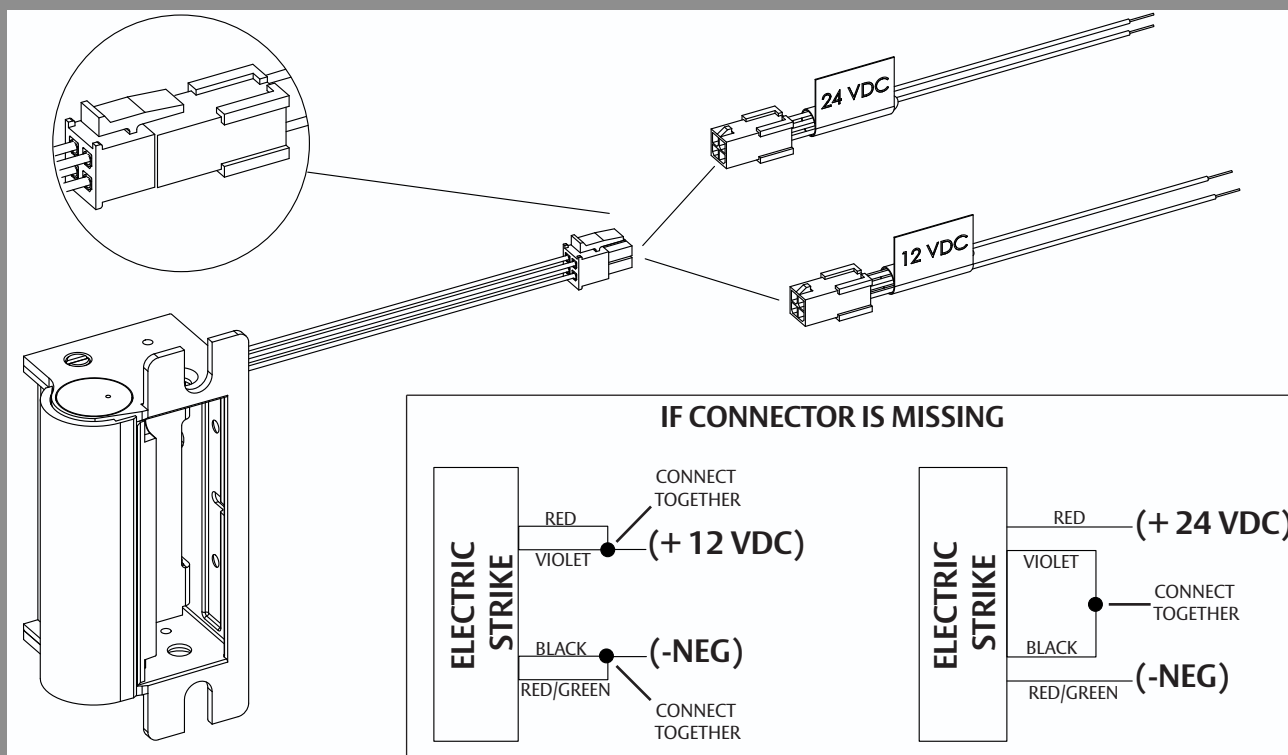 24 VDC
12 VDC
IF CONNECTOR IS MISSING
ELECTRIC
STRIKE
RED
VIOLET
CONNECT
TOGETHER
(+ 12 VDC)
BLACK
RED/GREEN
(-NEG)
CONNECT
TOGETHER
ELECTRIC
STRIKE
RED
(+ 24 VDC)
VIOLET
CONNECT
TOGETHER
BLACK
RED/GREEN
(-NEG)